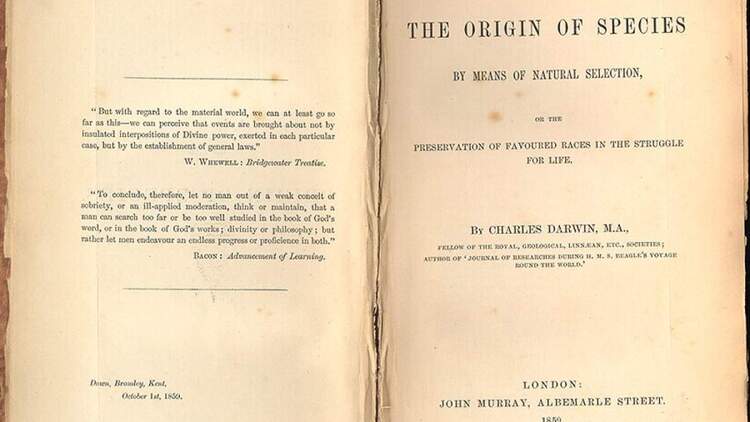 “But with regard to the material world, we can at least go so
far as this—we can perceive that events are brought about not by
insulated interpositions of Divine power, exerted in each particular
case, but by the establishment of general laws.”
W. WHEWELL: Bridgewater Treatise.
“To conclude, therefore, let no man out of a weak conceit of
sobriety, or an ill-applied moderation, think or maintain, that a
man can search too far or be too well studied in the book of God’s
word, or in the book of God’s works; divinity or philosophy; but
rather let men endeavour an endless progress or proficience in both.”
BACON: Advancement of Learning.
Down, Bromley, Kent,
October 1st, 1859.
THE ORIGIN OF SPECIES
BY MEANS OF NATURAL SELECTION,
OR THE
PRESERVATION OF FAVOURED RACES IN THE STRUGGLE
FOR LIFE.
BY CHARLES DARWIN, M.A.,
FELLOW OF THE ROYAL, GEOLOGICAL, LINNÆAN, ETC., SOCIETIES;
AUTHOR OF ‘JOURNAL OF RESEARCHES DURING H. M. S. BEAGLE’S VOYAGE
ROUND THE WORLD.’
LONDON:
JOHN MURRAY, ALBEMARLE STREET.
1859.